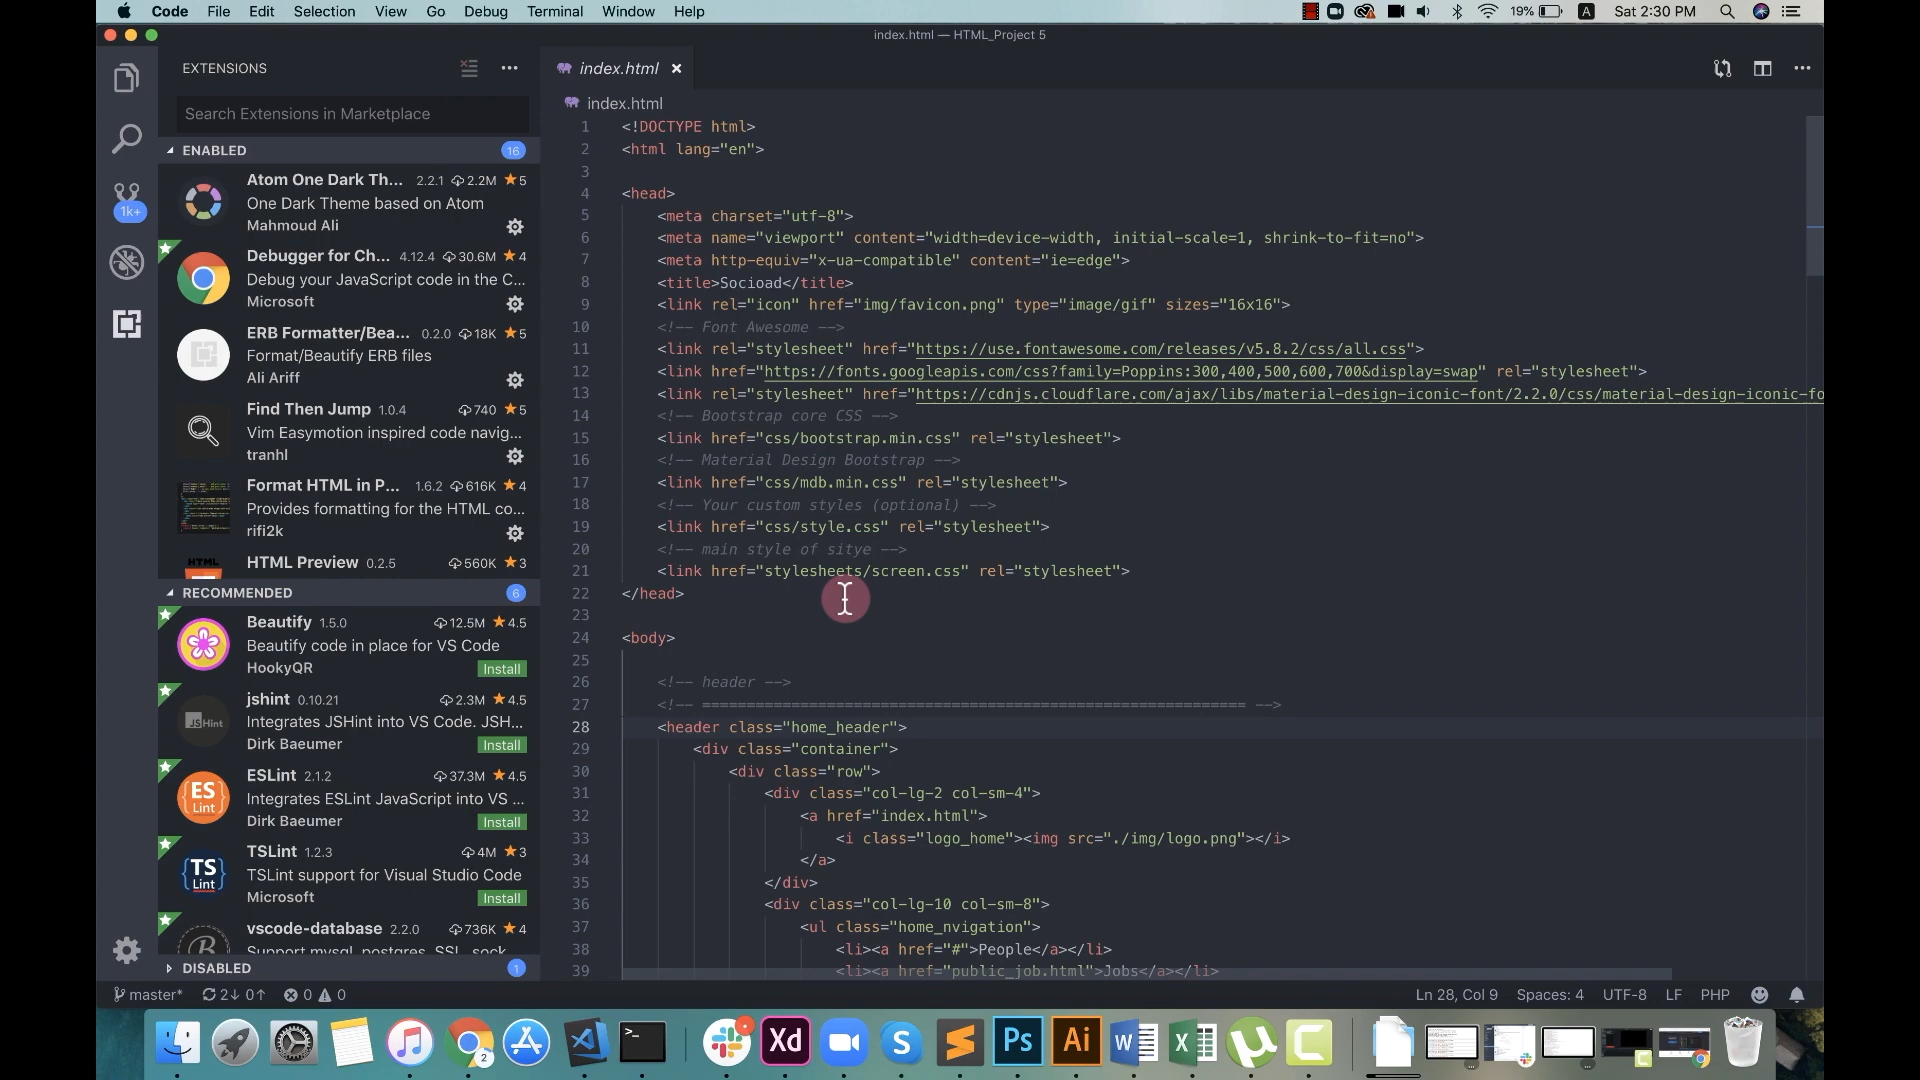 Code File Edit Selection View Go Debug Terminal Window Help 19% A Sat 2:30 PM
index.html — HTML_Project 5
EXTENSIONS
Search Extensions in Marketplace
ENABLED 16
Atom One Dark Th... 2.2.1 2.2M 5
One Dark Theme based on Atom
Mahmoud Ali
Debugger for Ch... 4.12.4 30.6M 4
Debug your JavaScript code in the C...
Microsoft
ERB Formatter/Bea... 0.2.0 18K 5
Format/Beautify ERB files
Ali Ariff
Find Then Jump 1.0.4 740 5
Vim Easymotion inspired code navig...
tranhl
Format HTML in P... 1.6.2 616K 4
Provides formatting for the HTML co...
rifi2k
HTML Preview 0.2.5 560K 3
HTML
RECOMMENDED 6
Beautify 1.5.0 12.5M 4.5
Beautify code in place for VS Code
HookyQR Install
JSHint
jshint 0.10.21 2.3M 4.5
Integrates JSHint into VS Code. JSH...
Dirk Baeumer Install
ES Lint
ESLint 2.1.2 37.3M 4.5
Integrates ESLint JavaScript into VS ...
Dirk Baeumer Install
TS Lint
TSLint 1.2.3 4M 3
TSLint support for Visual Studio Code
Microsoft Install
vscode-database 2.2.0 736K 4
Support mysql, postgres, SSL, sock...
DISABLED 1
1k+
index.html
index.html
1 <!DOCTYPE html>
2 <html lang="en">
3
4 <head>
5 <meta charset="utf-8">
6 <meta name="viewport" content="width=device-width, initial-scale=1, shrink-to-fit=no">
7 <meta http-equiv="x-ua-compatible" content="ie=edge">
8 <title>Socioad</title>
9 <link rel="icon" href="img/favicon.png" type="image/gif" sizes="16x16">
10 <!-- Font Awesome -->
11 <link rel="stylesheet" href="https://use.fontawesome.com/releases/v5.8.2/css/all.css">
12 <link href="https://fonts.googleapis.com/css?family=Poppins:300,400,500,600,700&display=swap" rel="stylesheet">
13 <link rel="stylesheet" href="https://cdnjs.cloudflare.com/ajax/libs/material-design-iconic-font/2.2.0/css/material-design-iconic-fo
14 <!-- Bootstrap core CSS -->
15 <link href="css/bootstrap.min.css" rel="stylesheet">
16 <!-- Material Design Bootstrap -->
17 <link href="css/mdb.min.css" rel="stylesheet">
18 <!-- Your custom styles (optional) -->
19 <link href="css/style.css" rel="stylesheet">
20 <!-- main style of sitye -->
21 <link href="stylesheets/screen.css" rel="stylesheet">
22 </head>
23
24 <body>
25
26 <!-- header -->
27 <!-- ============================================================= -->
28 <header class="home_header">
29 <div class="container">
30 <div class="row">
31 <div class="col-lg-2 col-sm-4">
32 <a href="index.html">
33 <i class="logo_home"><img src="./img/logo.png"></i>
34 </a>
35 </div>
36 <div class="col-lg-10 col-sm-8">
37 <ul class="home_nvigation">
38 <li><a href="#">People</a></li>
39 <li><a href="public_job.html">Jobs</a></li>
master* 2↓ 0↑ 0 0 Ln 28, Col 9 Spaces: 4 UTF-8 LF PHP
2 >_ Xd S Ps Ai W X C